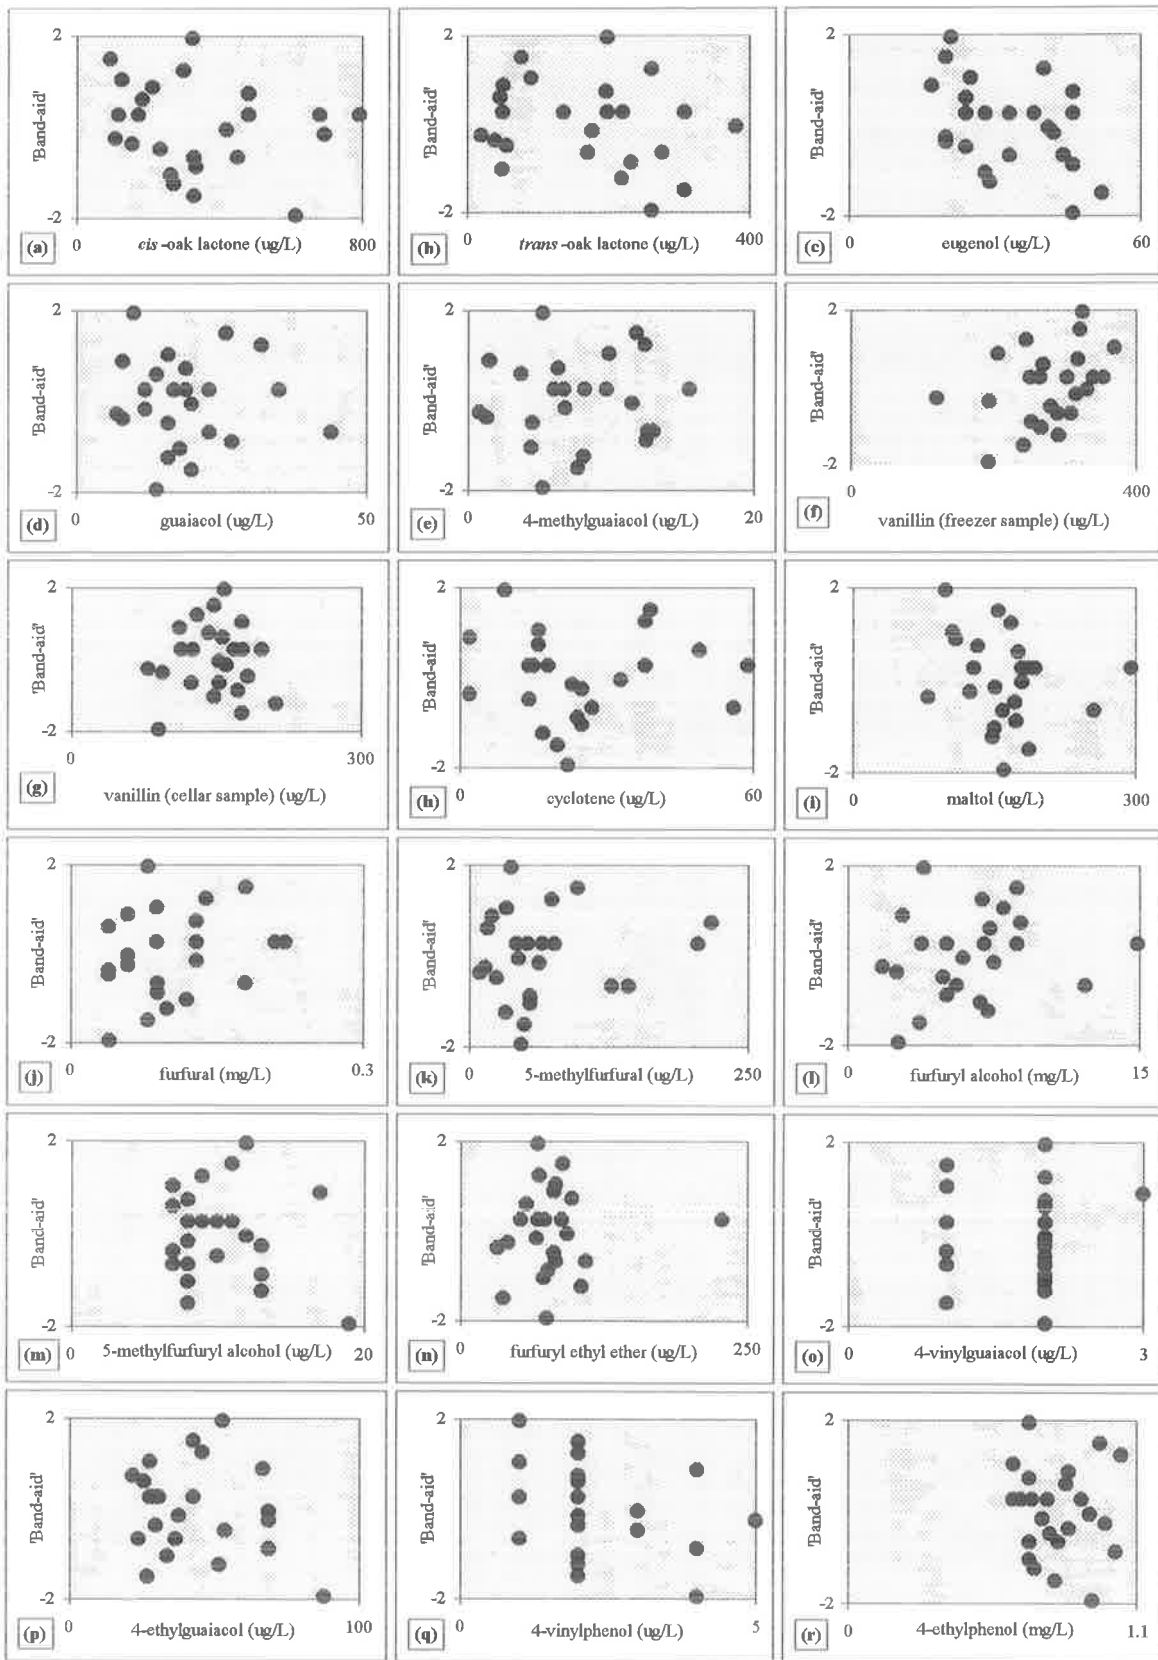 2 2 2
'Band-aid' 'Band-aid' 'Band-aid'
-2 -2 -2
0 800 0 400 0 60
(a) cis -oak lactone (ug/L) (b) trans -oak lactone (ug/L) (c) eugenol (ug/L)
2 2 2
'Band-aid' 'Band-aid' 'Band-aid'
-2 -2 -2
0 50 0 20 0 400
(d) guaiacol (ug/L) (e) 4-methylguaiacol (ug/L) (f) vanillin (freezer sample) (ug/L)
2 2 2
'Band-aid' 'Band-aid' 'Band-aid'
-2 -2 -2
0 300 0 60 0 300
(g) vanillin (cellar sample) (ug/L) (h) cyclotene (ug/L) (i) maltol (ug/L)
2 2 2
'Band-aid' 'Band-aid' 'Band-aid'
-2 -2 -2
0 0.3 0 250 0 15
(j) furfural (mg/L) (k) 5-methylfurfural (ug/L) (l) furfuryl alcohol (mg/L)
2 2 2
'Band-aid' 'Band-aid' 'Band-aid'
-2 -2 -2
0 20 0 250 0 3
(m) 5-methylfurfuryl alcohol (ug/L) (n) furfuryl ethyl ether (ug/L) (o) 4-vinylguaiacol (ug/L)
2 2 2
'Band-aid' 'Band-aid' 'Band-aid'
-2 -2 -2
0 100 0 5 0 1.1
(p) 4-ethylguaiacol (ug/L) (q) 4-vinylphenol (ug/L) (r) 4-ethylphenol (mg/L)